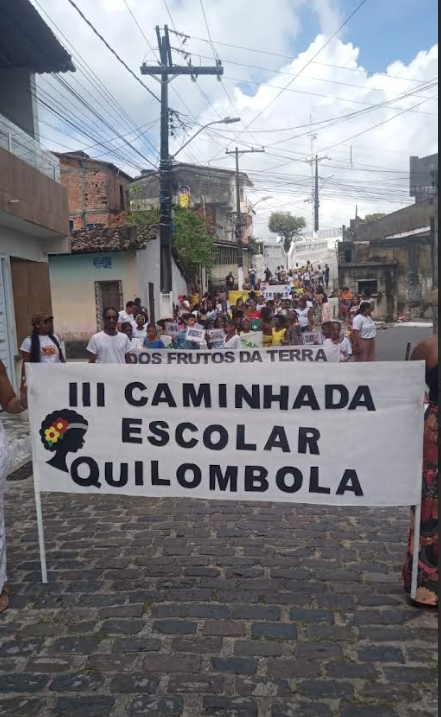 DOS FRUTOS DA TERRA
III CAMINHADA
ESCOLAR
QUILOMBOLA